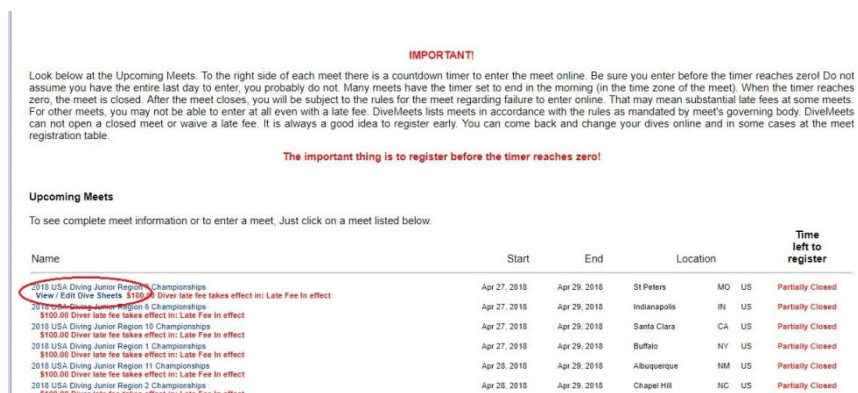 IMPORTANT!
Look below at the Upcoming Meets. To the right side of each meet there is a countdown timer to enter the meet online. Be sure you enter before the timer reaches zero! Do not
assume you have the entire last day to enter, you probably do not. Many meets have the timer set to end in the morning (in the time zone of the meet). When the timer reaches
zero, the meet is closed. After the meet closes, you will be subject to the rules for the meet regarding failure to enter online. That may mean substantial late fees at some meets.
For other meets, you may not be able to enter at all even with a late fee. DiveMeets lists meets in accordance with the rules as mandated by meet's governing body. DiveMeets
can not open a closed meet or waive a late fee. It is always a good idea to register early. You can come back and change your dives online and in some cases at the meet
registration table.
The important thing is to register before the timer reaches zero!
Upcoming Meets
To see complete meet information or to enter a meet, Just click on a meet listed below.
Time
left to
register
Name Start End Location
2018 USA Diving Junior Region Championships Apr 27, 2018 Apr 29, 2018 St Peters MO US Partially Closed
View / Edit Dive Sheets $100.00 Diver late fee takes effect in: Late Fee In effect
2018 USA Diving Junior Region 6 Championships Apr 27, 2018 Apr 29, 2018 Indianapolis IN US Partially Closed
$100.00 Diver late fee takes effect in: Late Fee In effect
2018 USA Diving Junior Region 10 Championships Apr 27, 2018 Apr 29, 2018 Santa Clara CA US Partially Closed
$100.00 Diver late fee takes effect in: Late Fee In effect
2018 USA Diving Junior Region 1 Championships Apr 27, 2018 Apr 29, 2018 Buffalo NY US Partially Closed
$100.00 Diver late fee takes effect in: Late Fee In effect
2018 USA Diving Junior Region 11 Championships Apr 28, 2018 Apr 29, 2018 Albuquerque NM US Partially Closed
$100.00 Diver late fee takes effect in: Late Fee In effect
2018 USA Diving Junior Region 2 Championships Apr 28, 2018 Apr 29, 2018 Chapel Hill NC US Partially Closed
$100.00 Diver late fee takes effect in: Late Fee In effect